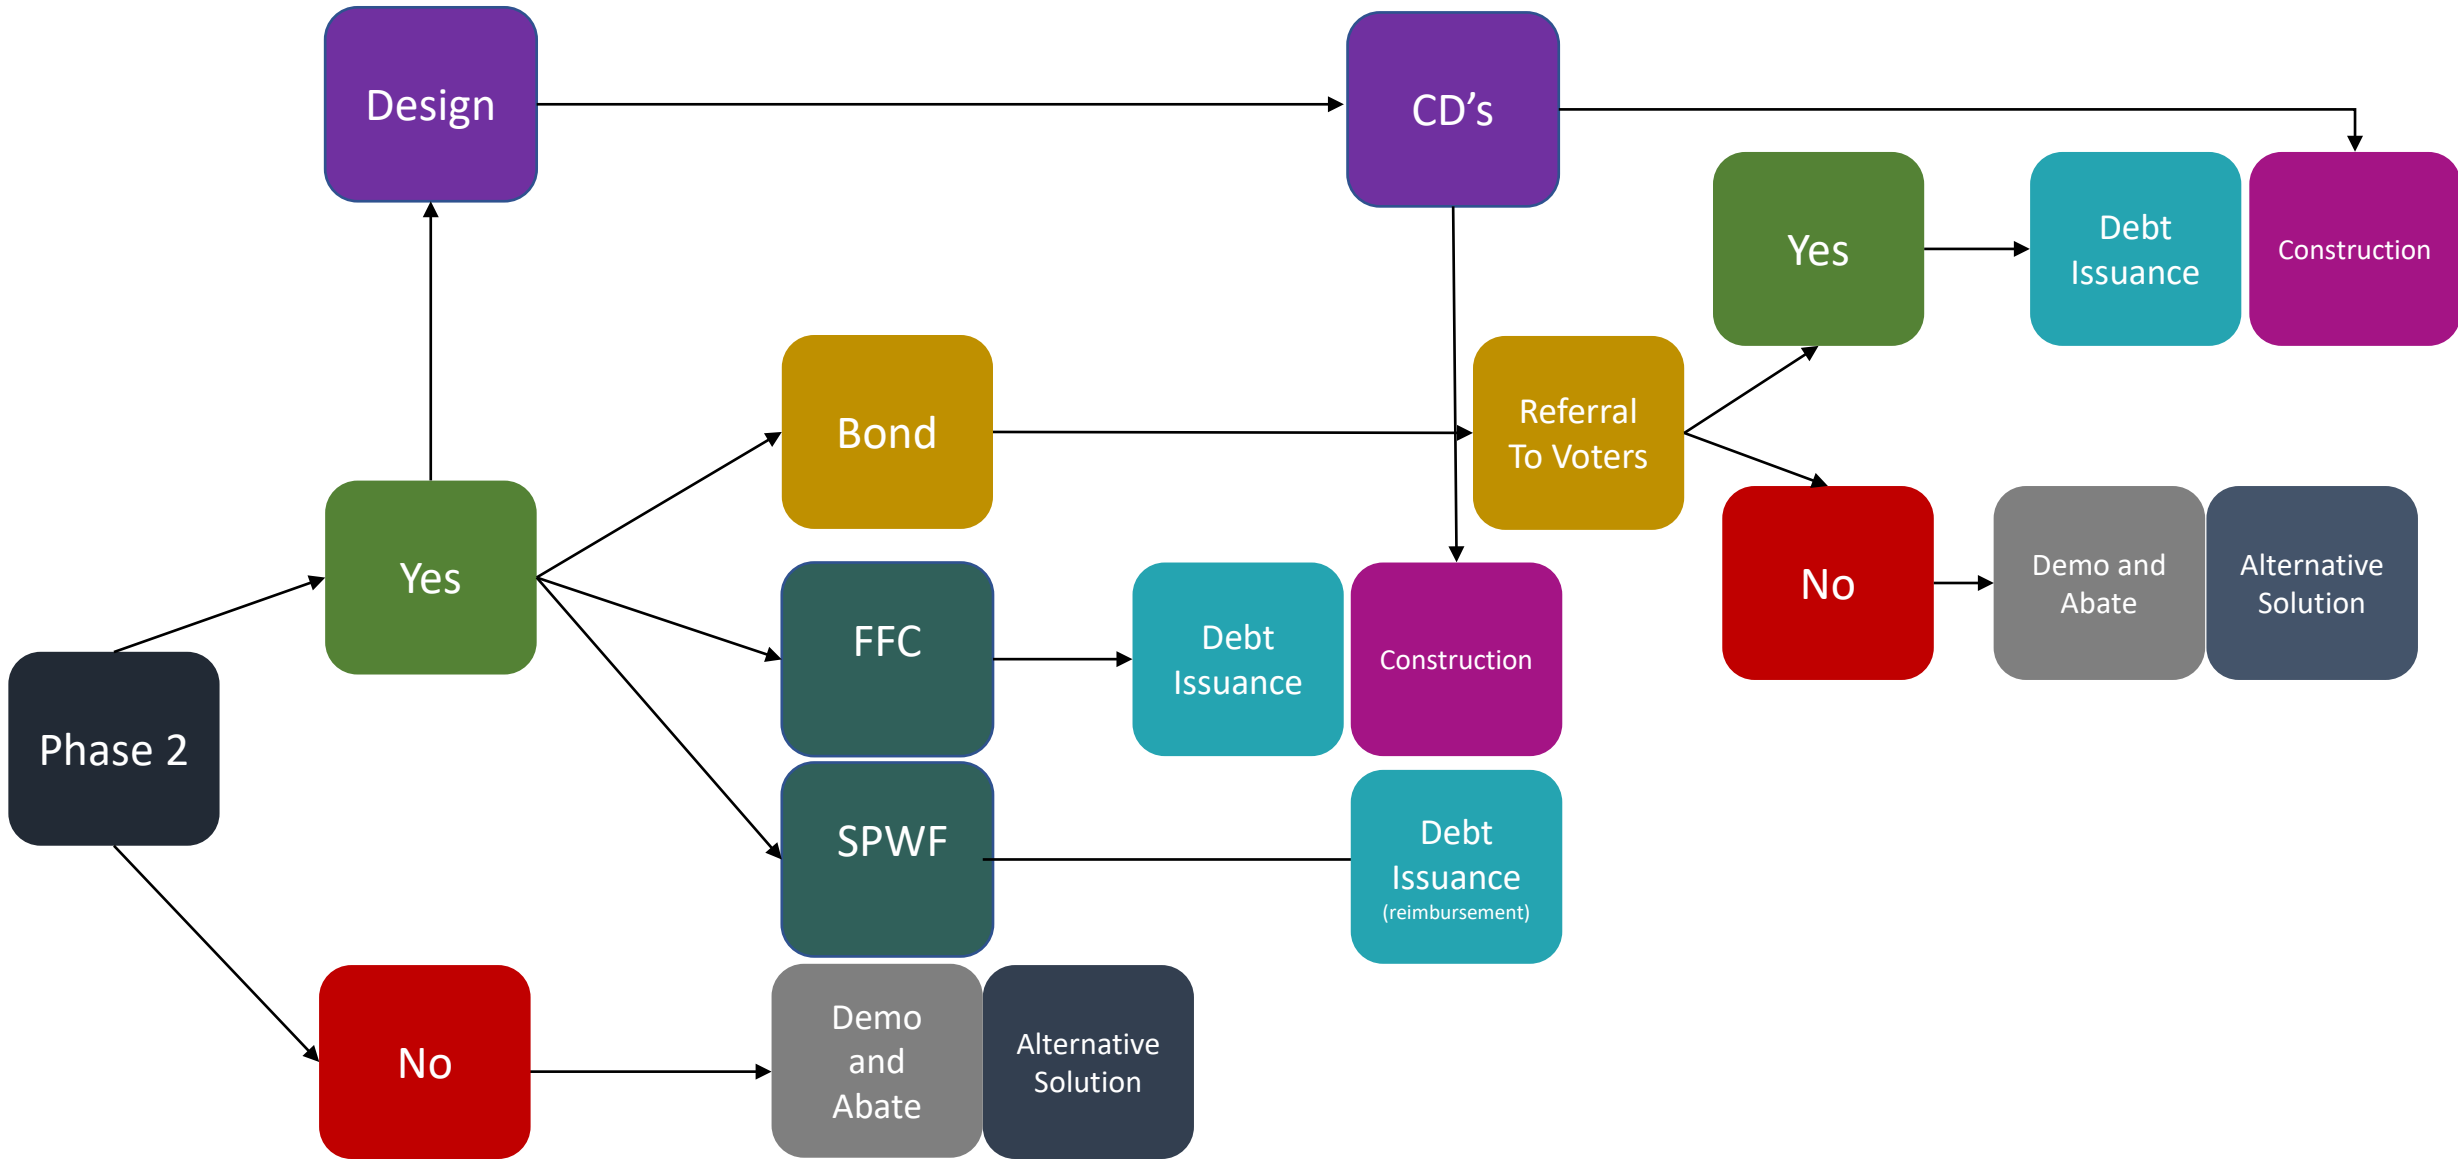 Design
CD’s
Yes
Debt
Issuance
Construction
Bond
Referral
To Voters
Yes
No
Demo and
Abate
Alternative
Solution
FFC
Debt
Issuance
Construction
Phase 2
SPWF
Debt
Issuance
(reimbursement)
No
Demo
and
Abate
Alternative
Solution